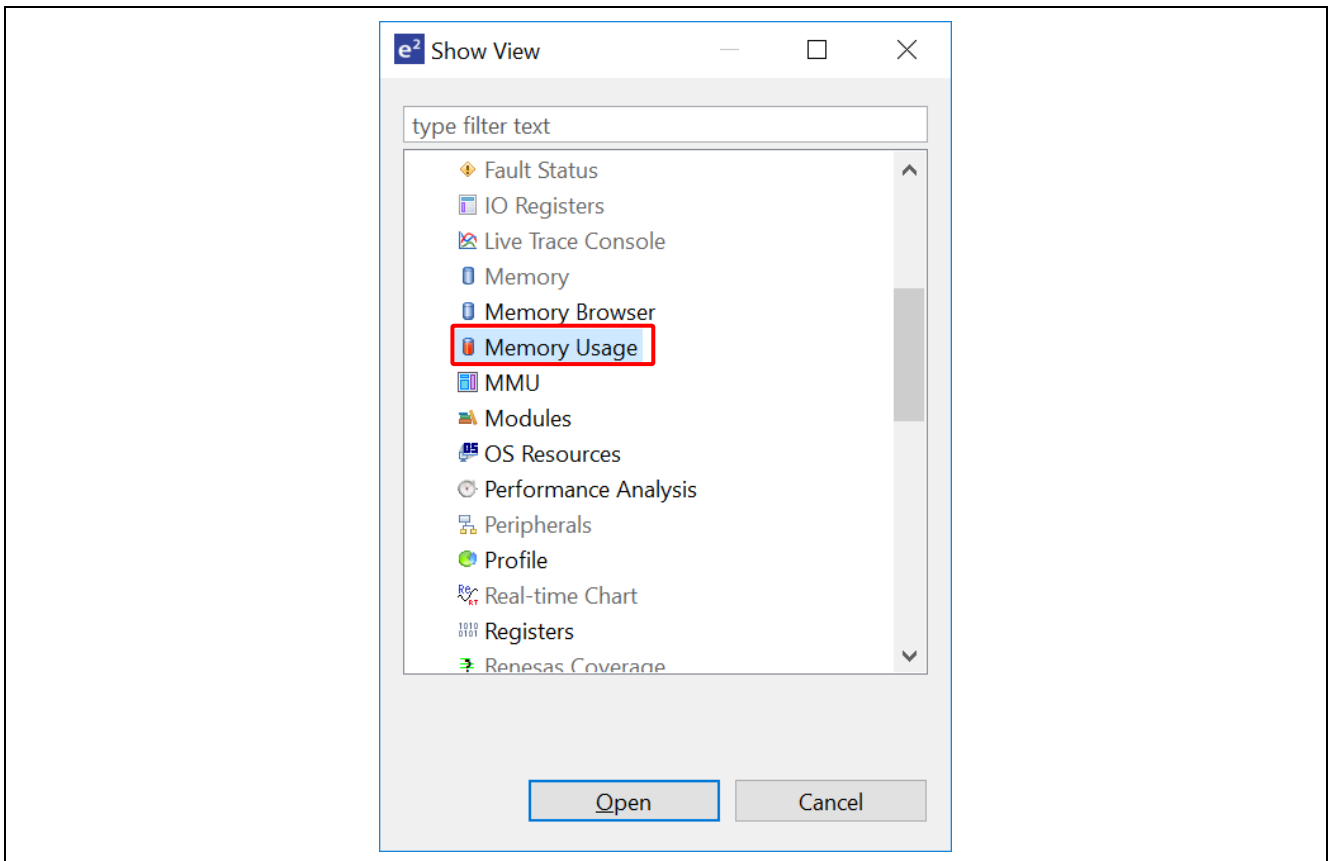 e² Show View
type filter text
Fault Status
IO Registers
Live Trace Console
Memory
Memory Browser
Memory Usage
MMU
Modules
OS Resources
Performance Analysis
Peripherals
Profile
Real-time Chart
Registers
Renesas Coverage
Open Cancel